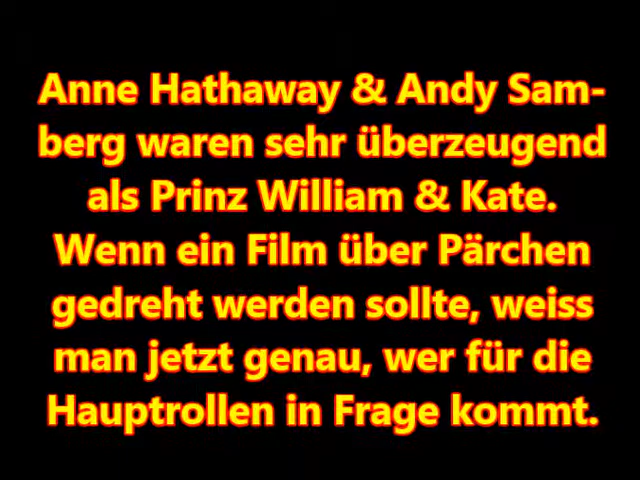 Anne Hathaway & Andy Sam-
berg waren sehr überzeugend
als Prinz William & Kate.
Wenn ein Film über Pärchen
gedreht werden sollte, weiss
man jetzt genau, wer für die
Hauptrollen in Frage kommt.